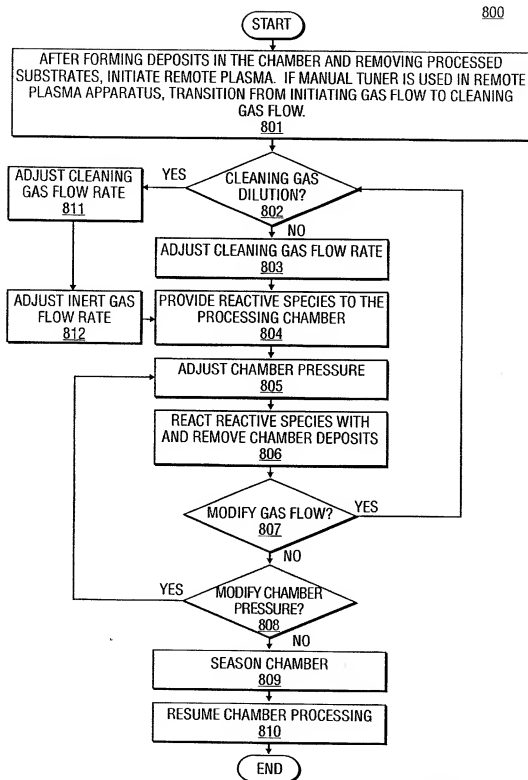 800
START
AFTER FORMING DEPOSITS IN THE CHAMBER AND REMOVING PROCESSED
SUBSTRATES, INITIATE REMOTE PLASMA. IF MANUAL TUNER IS USED IN REMOTE
PLASMA APPARATUS, TRANSITION FROM INITIATING GAS FLOW TO CLEANING
GAS FLOW.
801
CLEANING GAS
DILUTION?
802
YES
NO
ADJUST CLEANING
GAS FLOW RATE
811
ADJUST CLEANING GAS FLOW RATE
803
ADJUST INERT GAS
FLOW RATE
812
PROVIDE REACTIVE SPECIES TO THE
PROCESSING CHAMBER
804
ADJUST CHAMBER PRESSURE
805
REACT REACTIVE SPECIES WITH
AND REMOVE CHAMBER DEPOSITS
806
MODIFY GAS FLOW?
807
YES
NO
MODIFY CHAMBER
PRESSURE?
808
YES
NO
SEASON CHAMBER
809
RESUME CHAMBER PROCESSING
810
END